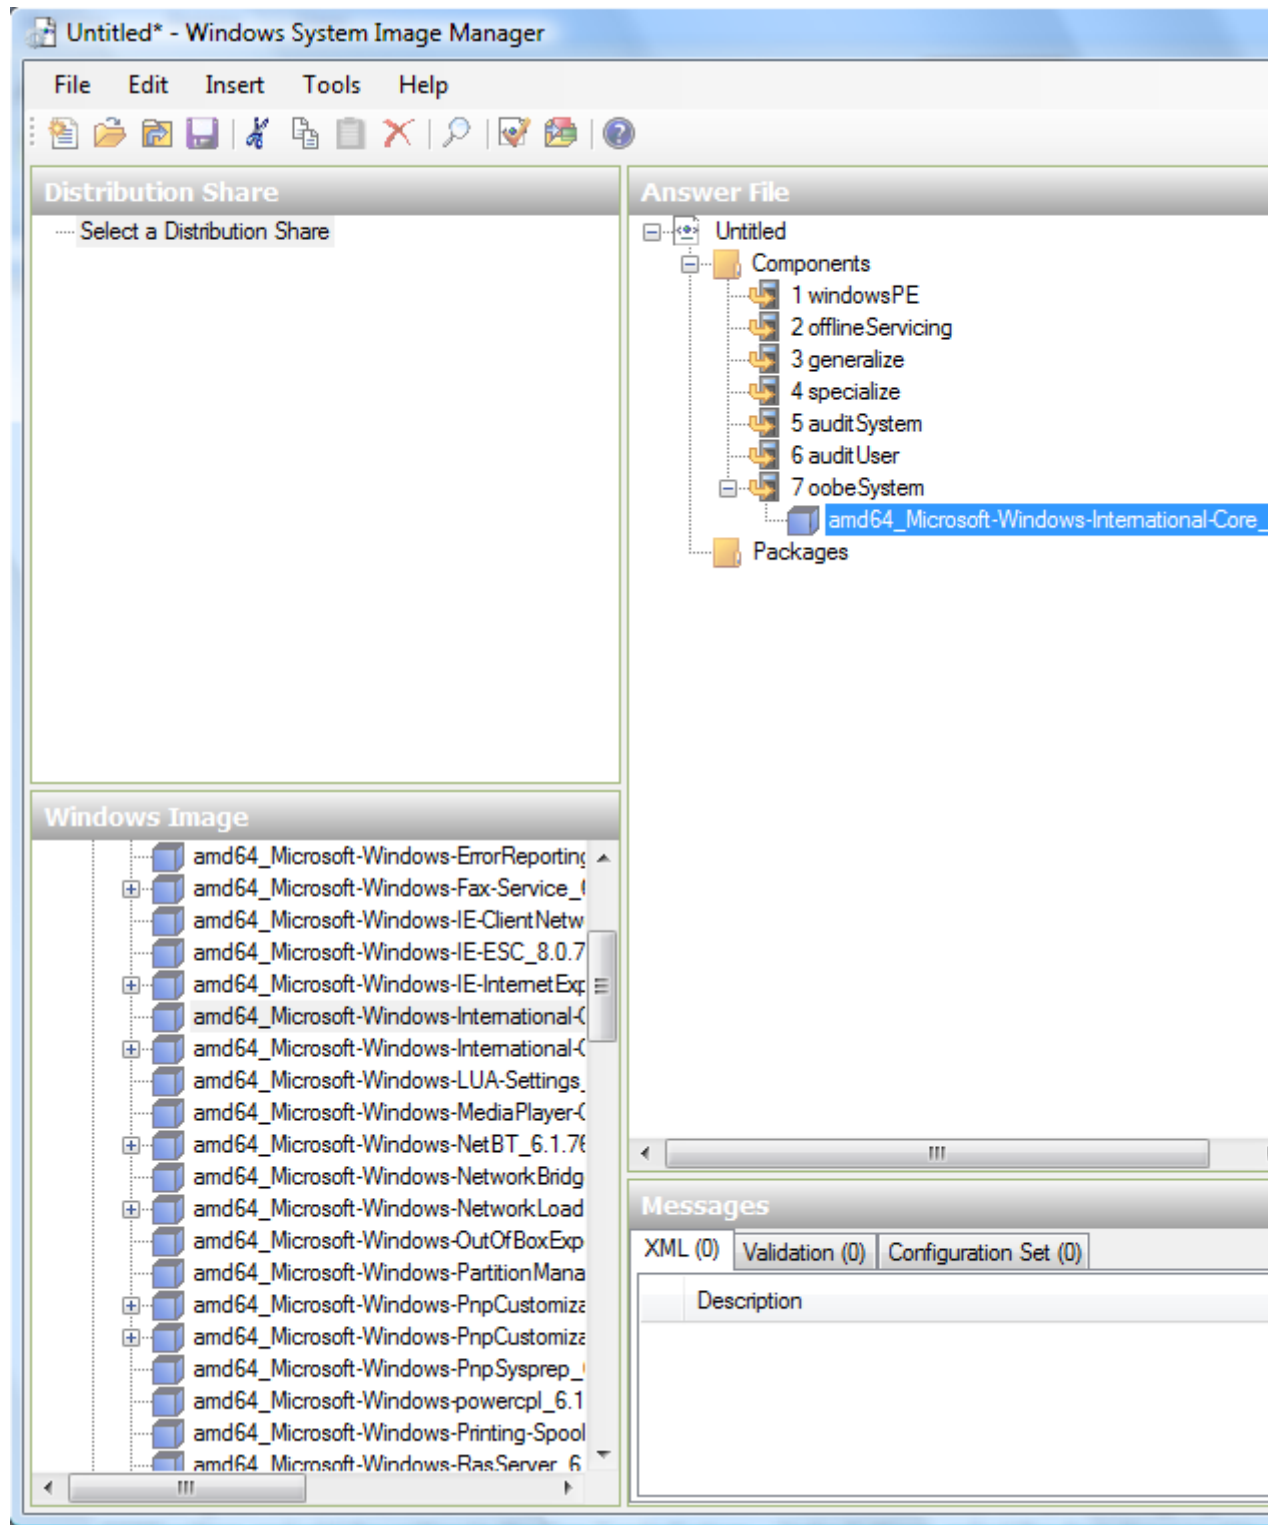 Untitled* - Windows System Image Manager
File Edit Insert Tools Help
Distribution Share
Select a Distribution Share
Answer File
Untitled
Components
1 windowsPE
2 offlineServicing
3 generalize
4 specialize
5 auditSystem
6 auditUser
7 oobeSystem
amd64_Microsoft-Windows-International-Core_
Packages
Windows Image
amd64_Microsoft-Windows-ErrorReporting
amd64_Microsoft-Windows-Fax-Service_6
amd64_Microsoft-Windows-IE-ClientNetw
amd64_Microsoft-Windows-IE-ESC_8.0.7
amd64_Microsoft-Windows-IE-InternetExp
amd64_Microsoft-Windows-International-C
amd64_Microsoft-Windows-International-C
amd64_Microsoft-Windows-LUA-Settings_
amd64_Microsoft-Windows-MediaPlayer-C
amd64_Microsoft-Windows-NetBT_6.1.76
amd64_Microsoft-Windows-NetworkBridg
amd64_Microsoft-Windows-NetworkLoad
amd64_Microsoft-Windows-OutOfBoxExp
amd64_Microsoft-Windows-PartitionMana
amd64_Microsoft-Windows-PnpCustomiza
amd64_Microsoft-Windows-PnpCustomiza
amd64_Microsoft-Windows-PnpSysprep_
amd64_Microsoft-Windows-powercpl_6.1
amd64_Microsoft-Windows-Printing-Spool
amd64_Microsoft-Windows-RasServer_6
Messages
XML (0) Validation (0) Configuration Set (0)
Description